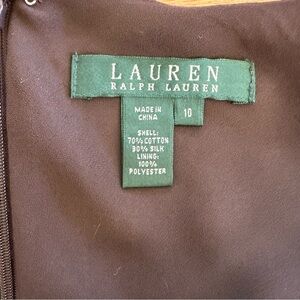 LAUREN
RALPH LAUREN
MADE IN
CHINA
10
SHELL:
70% COTTON
30% SILK
LINING:
100%
POLYESTER